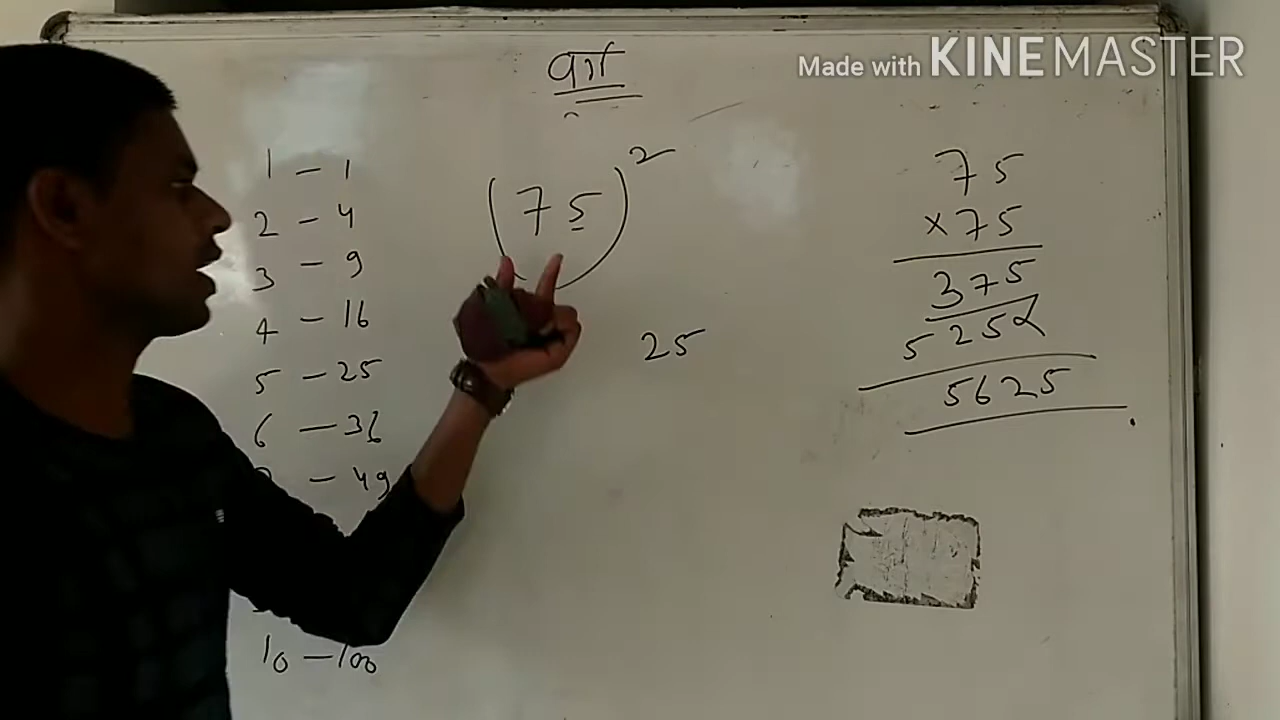 वर्ग
Made with KINEMASTER
1 – 1
2 – 4
3 – 9
4 – 16
5 – 25
6 – 36
– 49
10 – 100
(75)²
25
75
×75
375
525×
5625